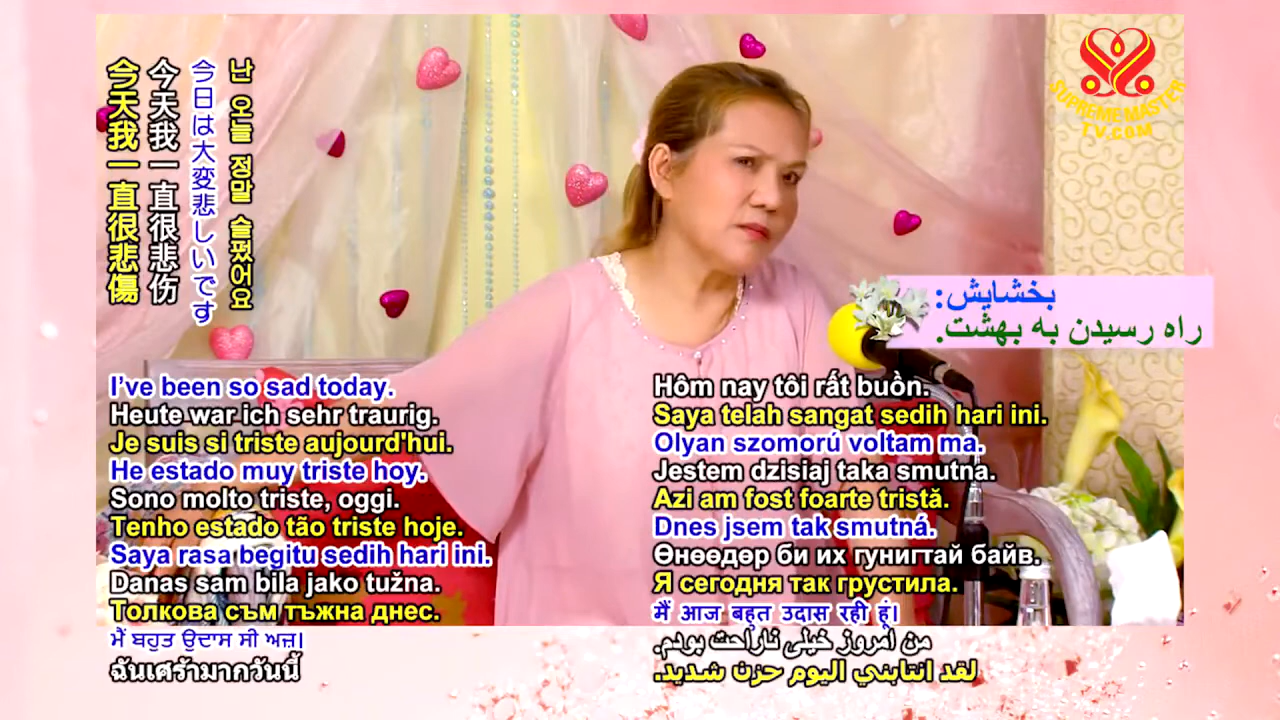 今天我一直很悲傷
今天我一直很悲伤
今日は大変悲しいです
난 오늘 정말 슬펐어요
SUPREME MASTER
TV.COM
بخشایش:
راه رسیدن به بهشت.
I've been so sad today.
Heute war ich sehr traurig.
Je suis si triste aujourd'hui.
He estado muy triste hoy.
Sono molto triste, oggi.
Tenho estado tão triste hoje.
Saya rasa begitu sedih hari ini.
Danas sam bila jako tužna.
Толкова съм тъжна днес.
ਮੈਂ ਬਹੁਤ ਉਦਾਸ ਸੀ ਅਜ਼।
ฉันเศร้ามากวันนี้
Hôm nay tôi rất buồn.
Saya telah sangat sedih hari ini.
Olyan szomorú voltam ma.
Jestem dzisiaj taka smutna.
Azi am fost foarte tristă.
Dnes jsem tak smutná.
Өнөөдөр би их гунигтай байв.
Я сегодня так грустила.
मैं आज बहुत उदास रही हूं।
من امروز خیلی ناراحت بودم.
لقد انتابني اليوم حزن شديد.